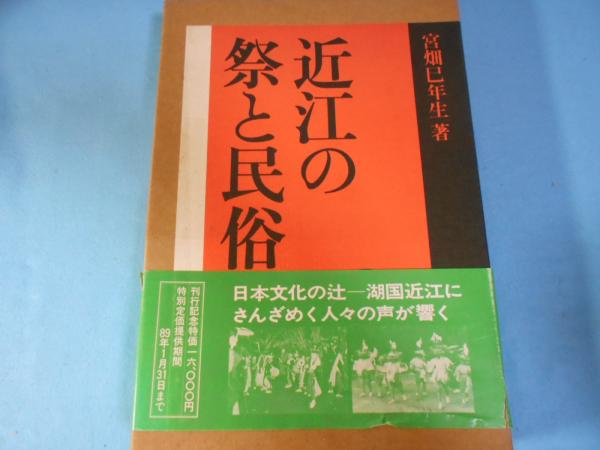 宮畑巳年生 著
近江の
祭と民俗
日本文化の辻―湖国近江に
さんざめく人々の声が響く
刊行記念特価一六、〇〇〇円
特別定価提供期間
89年1月31日まで